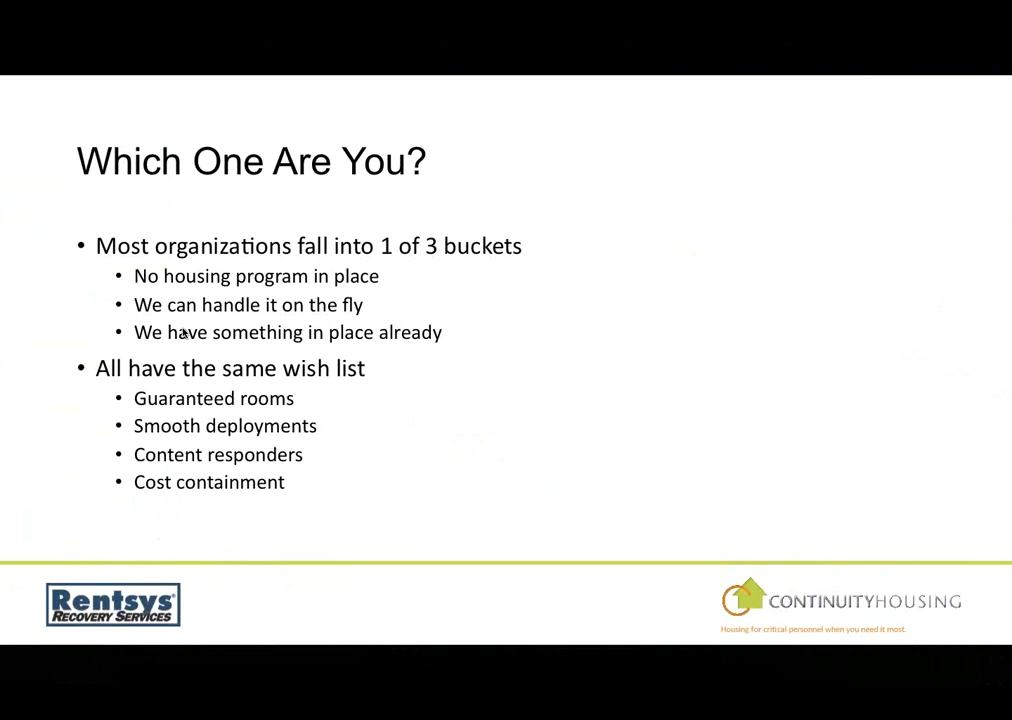 Which One Are You?
• Most organizations fall into 1 of 3 buckets
• No housing program in place
• We can handle it on the fly
• We have something in place already
• All have the same wish list
• Guaranteed rooms
• Smooth deployments
• Content responders
• Cost containment
Rentsys®
RECOVERY SERVICES
CONTINUITYHOUSING
Housing for critical personnel when you need it most.